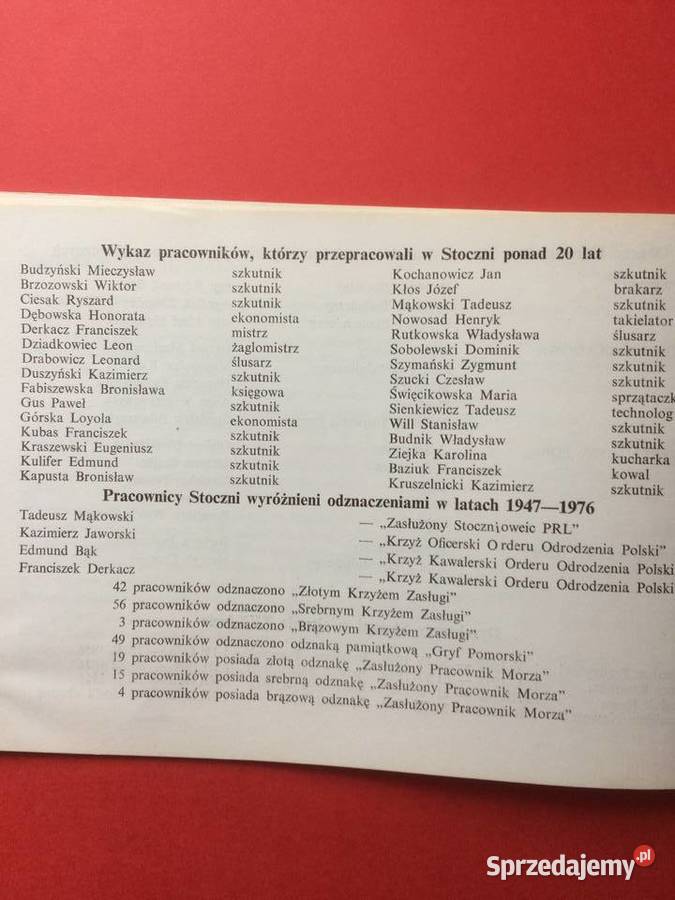 Wykaz pracowników, którzy przepracowali w Stoczni ponad 20 lat
Budzyński Mieczysław szkutnik
Brzozowski Wiktor szkutnik
Ciesak Ryszard szkutnik
Dębowska Honorata ekonomista
Derkacz Franciszek mistrz
Dziadkowiec Leon żaglomistrz
Drabowicz Leonard ślusarz
Duszyński Kazimierz szkutnik
Fabiszewska Bronisława księgowa
Gus Paweł szkutnik
Górska Loyola ekonomista
Kubas Franciszek szkutnik
Kraszewski Eugeniusz szkutnik
Kulifer Edmund szkutnik
Kapusta Bronisław szkutnik
Kochanowicz Jan szkutnik
Kłos Józef brakarz
Mąkowski Tadeusz szkutnik
Nowosad Henryk takielator
Rutkowska Władysława ślusarz
Sobolewski Dominik szkutnik
Szymański Zygmunt szkutnik
Szucki Czesław szkutnik
Święcikowska Maria sprzątaczk
Sienkiewicz Tadeusz technolog
Will Stanisław szkutnik
Budnik Władysław szkutnik
Ziejka Karolina kucharka
Baziuk Franciszek kowal
Kruszelnicki Kazimierz szkutnik
Pracownicy Stoczni wyróżnieni odznaczeniami w latach 1947—1976
Tadeusz Mąkowski — „Zasłużony Stocznioweic PRL”
Kazimierz Jaworski — „Krzyż Oficerski Orderu Odrodzenia Polski”
Edmund Bąk — „Krzyż Kawalerski Orderu Odrodzenia Polski
Franciszek Derkacz — „Krzyż Kawalerski Orderu Odrodzenia Polski
42 pracowników odznaczono „Złotym Krzyżem Zasługi”
56 pracowników odznaczono „Srebrnym Krzyżem Zasługi”
3 pracowników odznaczono „Brązowym Krzyżem Zasługi”
49 pracowników odznaczono odznaką pamiątkową „Gryf Pomorski”
19 pracowników posiada złotą odznakę „Zasłużony Pracownik Morza”
15 pracowników posiada srebrną odznakę „Zasłużony Pracownik Morza”
4 pracowników posiada brązową odznakę „Zasłużony Pracownik Morza”
Sprzedajemy.pl